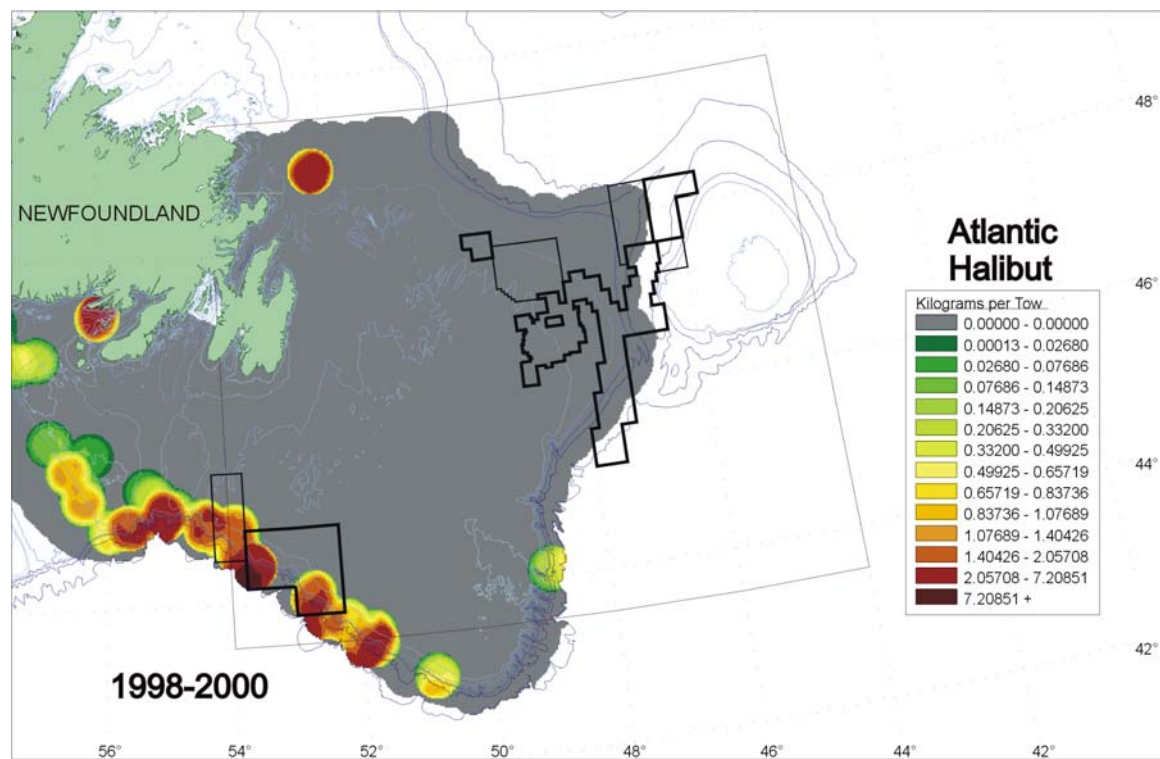 48°
NEWFOUNDLAND
Atlantic
Halibut
46°
Kilograms per Tow
0.00000 - 0.00000
0.00013 - 0.02680
0.02680 - 0.07686
0.07686 - 0.14873
0.14873 - 0.20625
0.20625 - 0.33200
0.33200 - 0.49925
0.49925 - 0.65719
0.65719 - 0.83736
0.83736 - 1.07689
1.07689 - 1.40426
1.40426 - 2.05708
2.05708 - 7.20851
7.20851 +
44°
42°
1998-2000
56°
54°
52°
50°
48°
46°
44°
42°